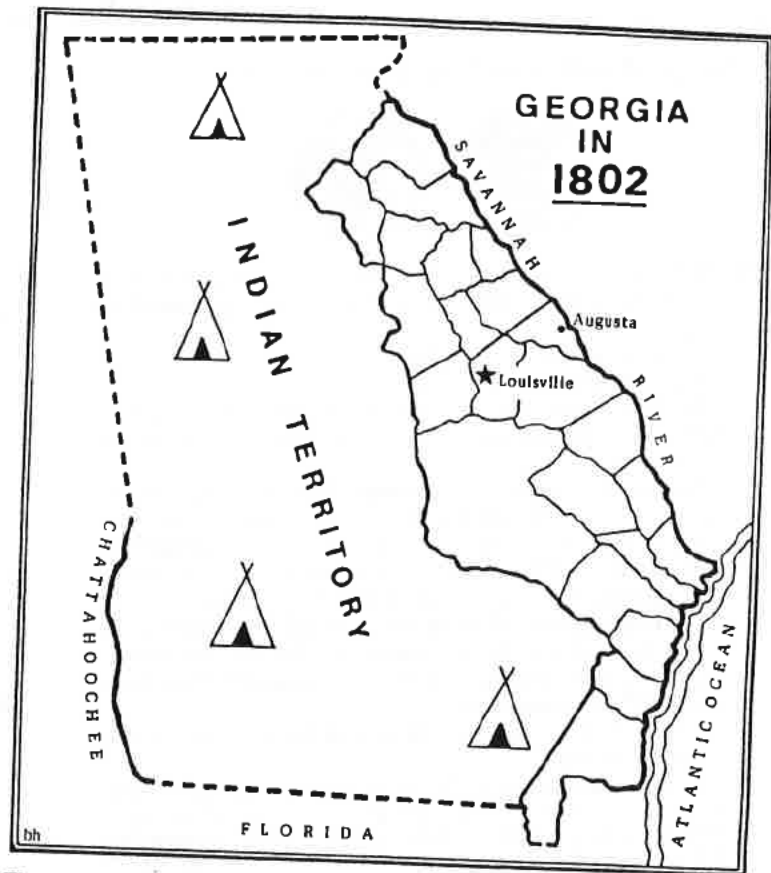 GEORGIA
IN
1802
SAVANNAH
RIVER
INDIAN TERRITORY
Augusta
Louisville
CHATTAHOOCHEE
ATLANTIC OCEAN
FLORIDA
bh